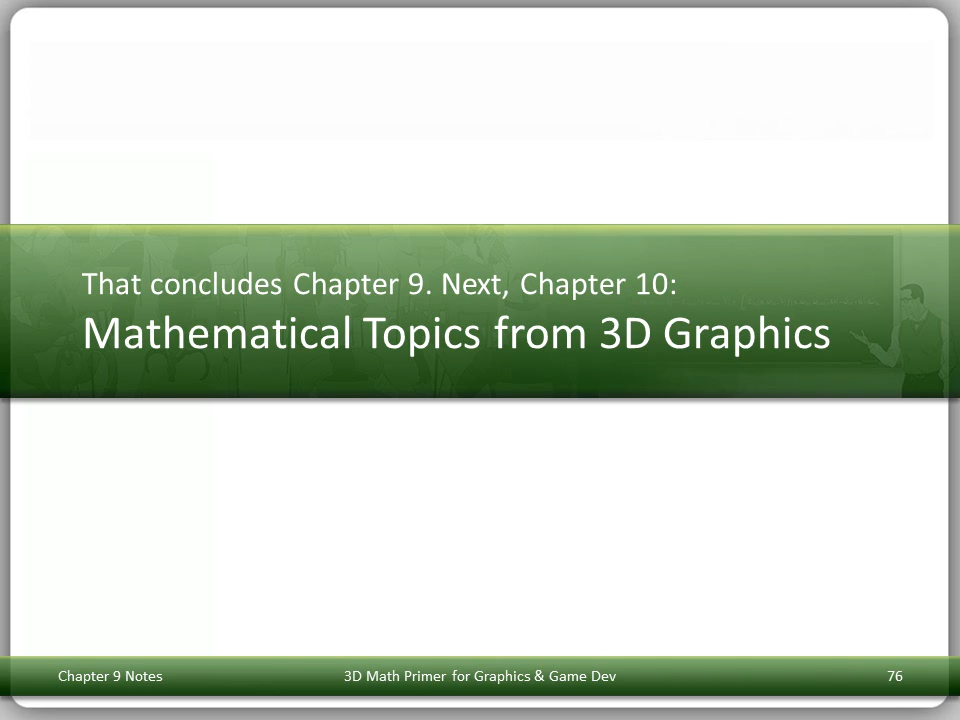 That concludes Chapter 9. Next, Chapter 10:
Mathematical Topics from 3D Graphics
Chapter 9 Notes
3D Math Primer for Graphics & Game Dev
76